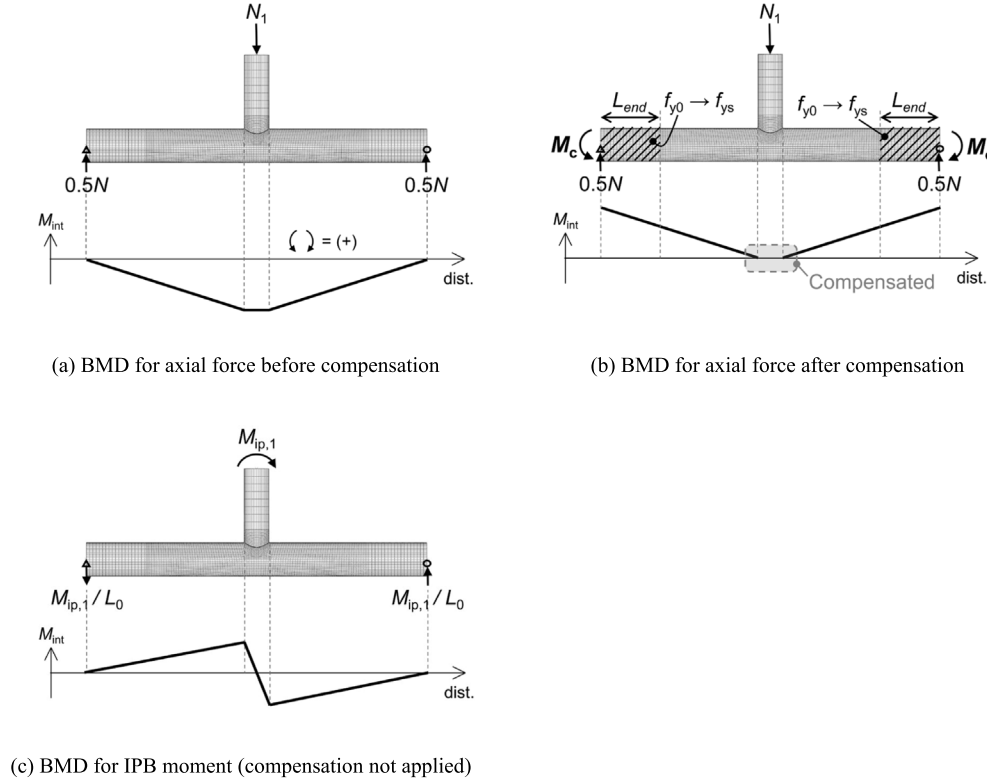 N1
0.5N
0.5N
Mint
= (+)
dist.
(a) BMD for axial force before compensation
N1
Lend
fy0 → fys
fy0 → fys
Lend
Mc
0.5N
0.5N
Mint
Compensated
dist.
(b) BMD for axial force after compensation
Mip,1
Mip,1 / L0
Mip,1 / L0
Mint
dist.
(c) BMD for IPB moment (compensation not applied)